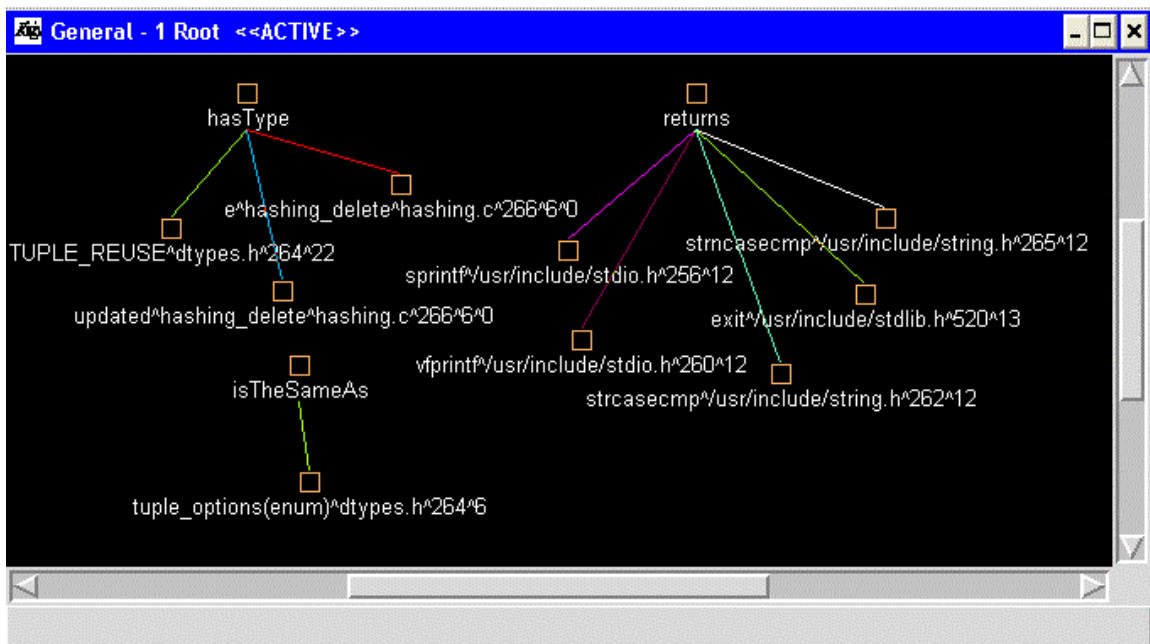 General - 1 Root <<ACTIVE>>
hasType
returns
e^hashing_delete^hashing.c^266^6^0
TUPLE_REUSE^dtypes.h^264^22
updated^hashing_delete^hashing.c^266^6^0
strncasecmp^/usr/include/string.h^265^12
sprintf^/usr/include/stdio.h^256^12
exit^/usr/include/stdlib.h^520^13
vfprintf^/usr/include/stdio.h^260^12
strcasecmp^/usr/include/string.h^262^12
isTheSameAs
tuple_options(enum)^dtypes.h^264^6